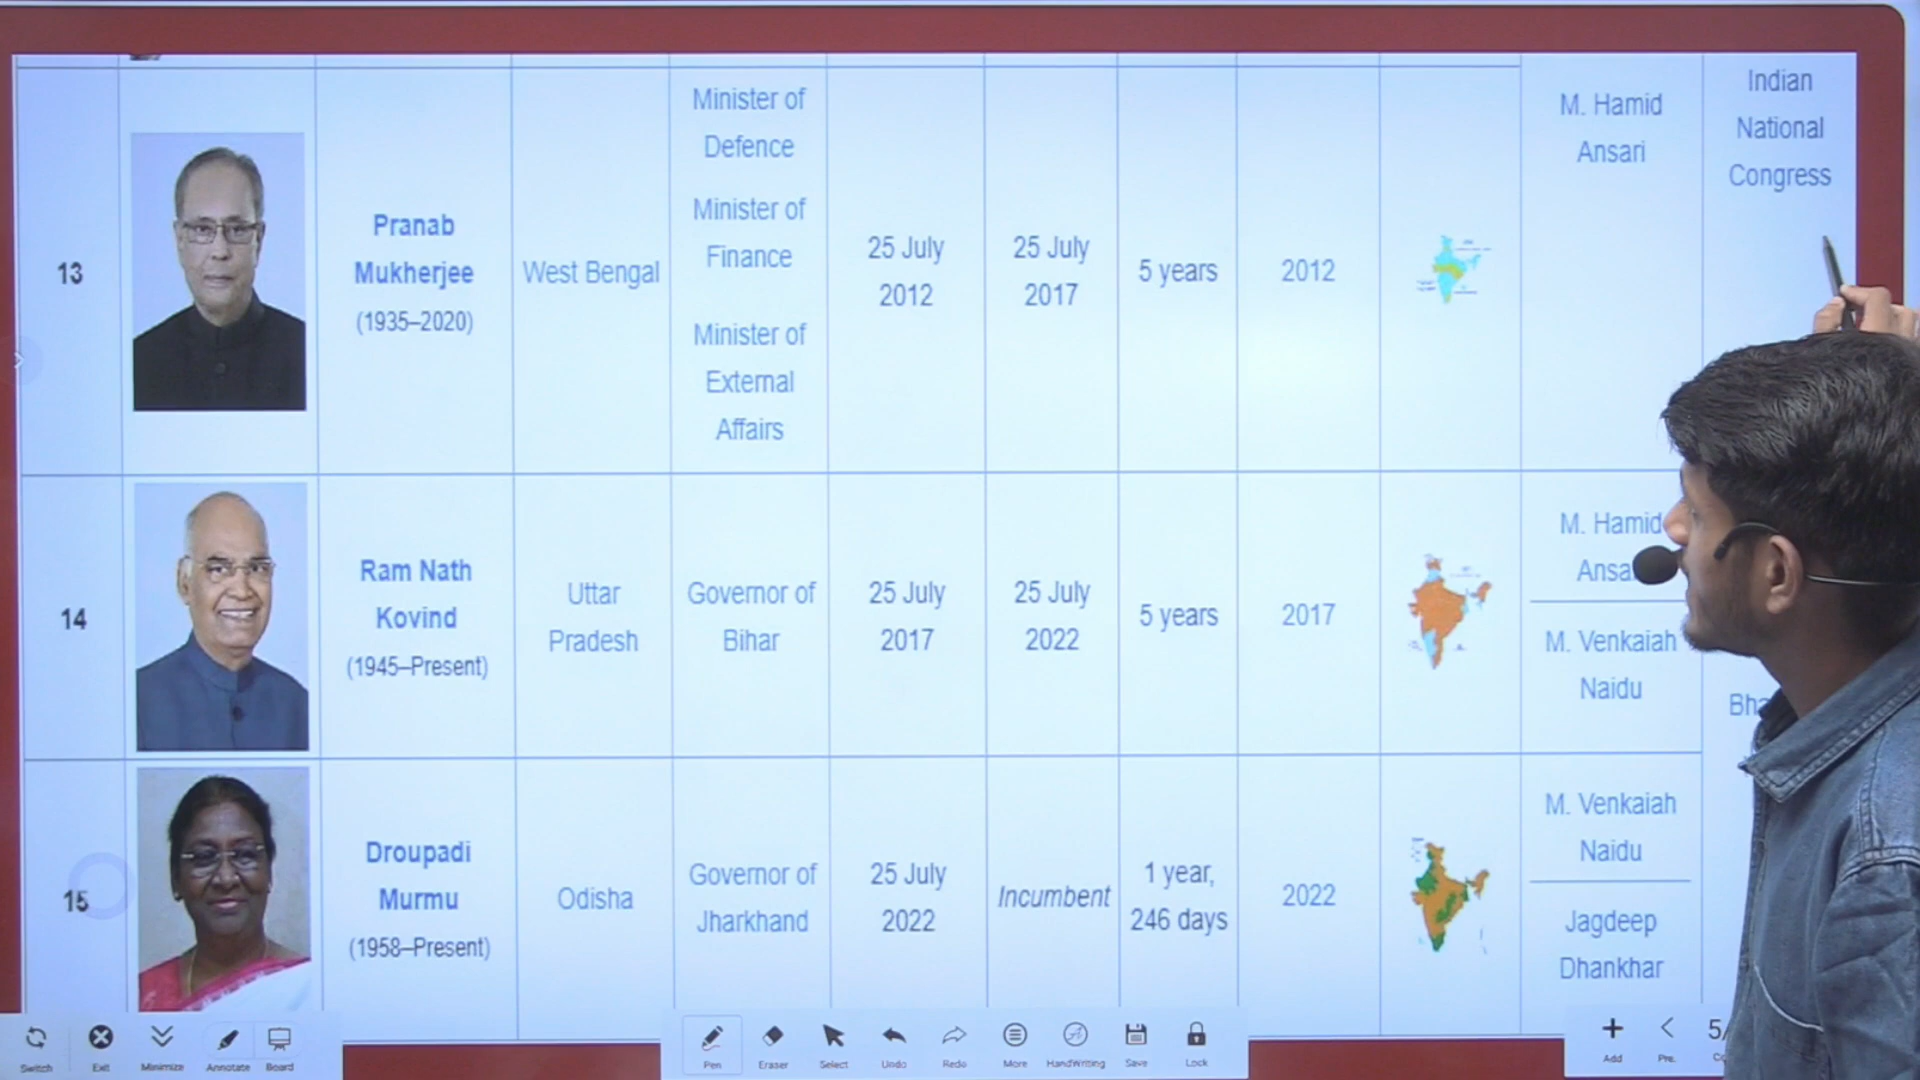 13
Pranab
Mukherjee
(1935–2020)
West Bengal
Minister of
Defence
Minister of
Finance
Minister of
External
Affairs
25 July
2012
25 July
2017
5 years
2012
M. Hamid
Ansari
Indian
National
Congress
14
Ram Nath
Kovind
(1945–Present)
Uttar
Pradesh
Governor of
Bihar
25 July
2017
25 July
2022
5 years
2017
M. Hamid
Ansa
M. Venkaiah
Naidu
Bha
15
Droupadi
Murmu
(1958–Present)
Odisha
Governor of
Jharkhand
25 July
2022
Incumbent
1 year,
246 days
2022
M. Venkaiah
Naidu
Jagdeep
Dhankhar
Switch
Exit
Minimize
Annotate
Board
Pen
Eraser
Select
Undo
Redo
More
HandWriting
Save
Lock
Add
Pre.
5/